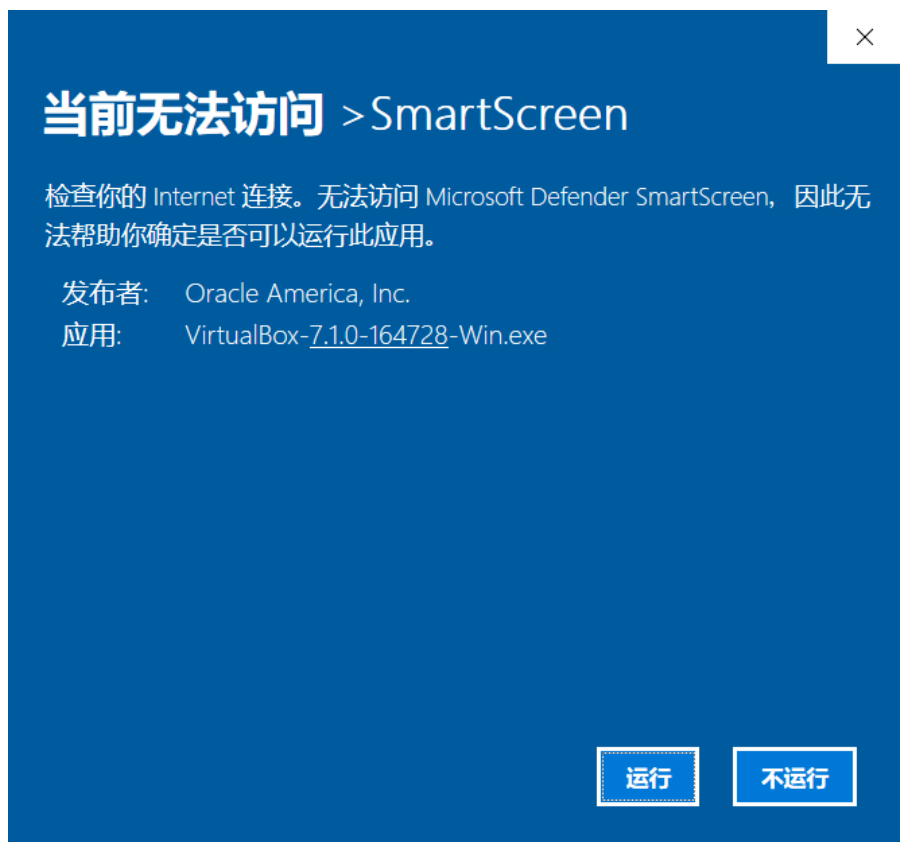 当前无法访问 >SmartScreen
检查你的 Internet 连接。无法访问 Microsoft Defender SmartScreen，因此无
法帮助你确定是否可以运行此应用。
发布者: Oracle America, Inc.
应用: VirtualBox-7.1.0-164728-Win.exe
运行 不运行